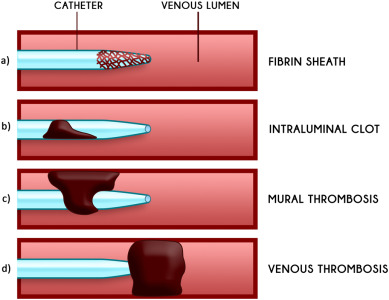 CATHETER VENOUS LUMEN
a) FIBRIN SHEATH
b) INTRALUMINAL CLOT
c) MURAL THROMBOSIS
d) VENOUS THROMBOSIS